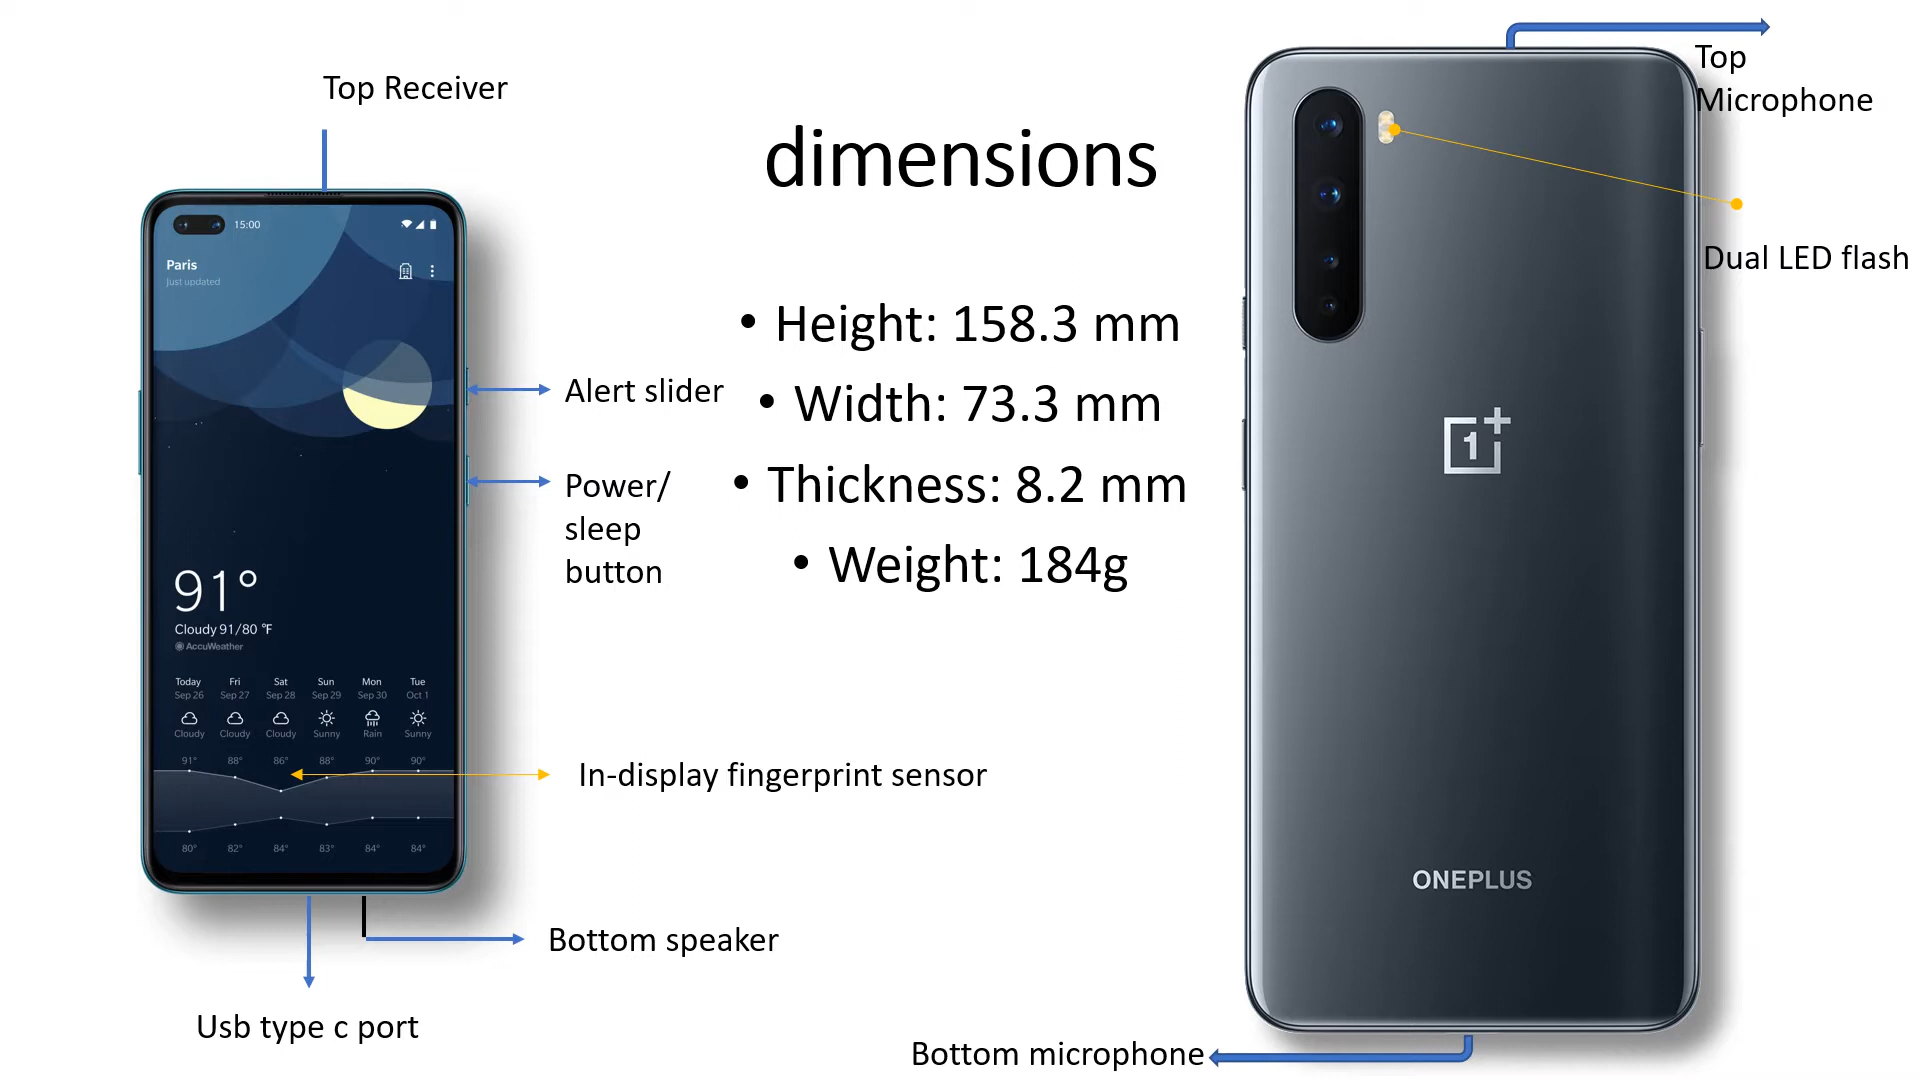 Top Receiver
dimensions
Top
Microphone
15:00
Paris
Just updated
Dual LED flash
• Height: 158.3 mm
Alert slider
• Width: 73.3 mm
Power/
sleep
button
• Thickness: 8.2 mm
• Weight: 184g
1+
91°
Cloudy 91/80 °F
AccuWeather
Today Fri Sat Sun Mon Tue
Sep 26 Sep 27 Sep 28 Sep 29 Sep 30 Oct 1
Cloudy Cloudy Cloudy Sunny Rain Sunny
91° 88° 86° 88° 90° 90°
In-display fingerprint sensor
80° 82° 84° 83° 84° 84°
ONEPLUS
Bottom speaker
Usb type c port
Bottom microphone